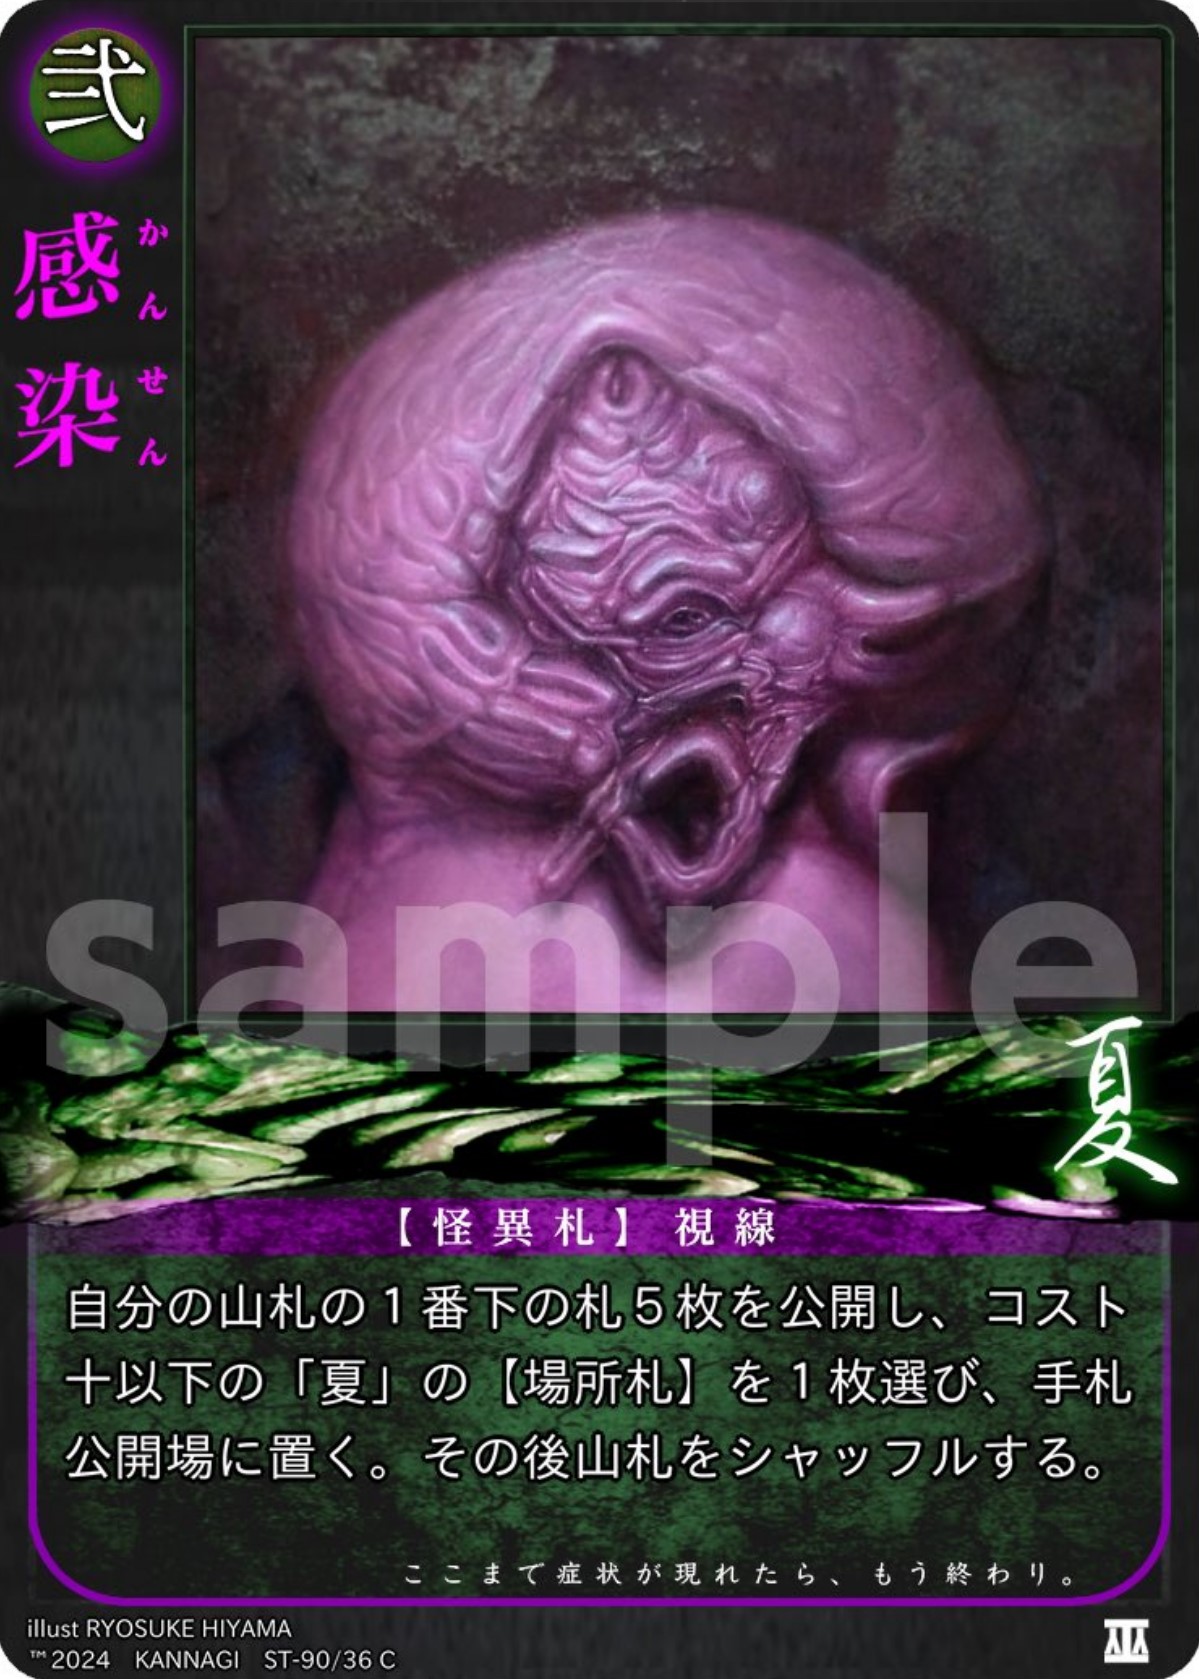 弐
感染
かんせん
sample
夏
【怪異札】視線
自分の山札の１番下の札５枚を公開し、コスト
十以下の「夏」の【場所札】を１枚選び、手札
公開場に置く。その後山札をシャッフルする。
ここまで症状が現れたら、もう終わり。
illust RYOSUKE HIYAMA
™2024 KANNAGI ST-90/36 C
巫